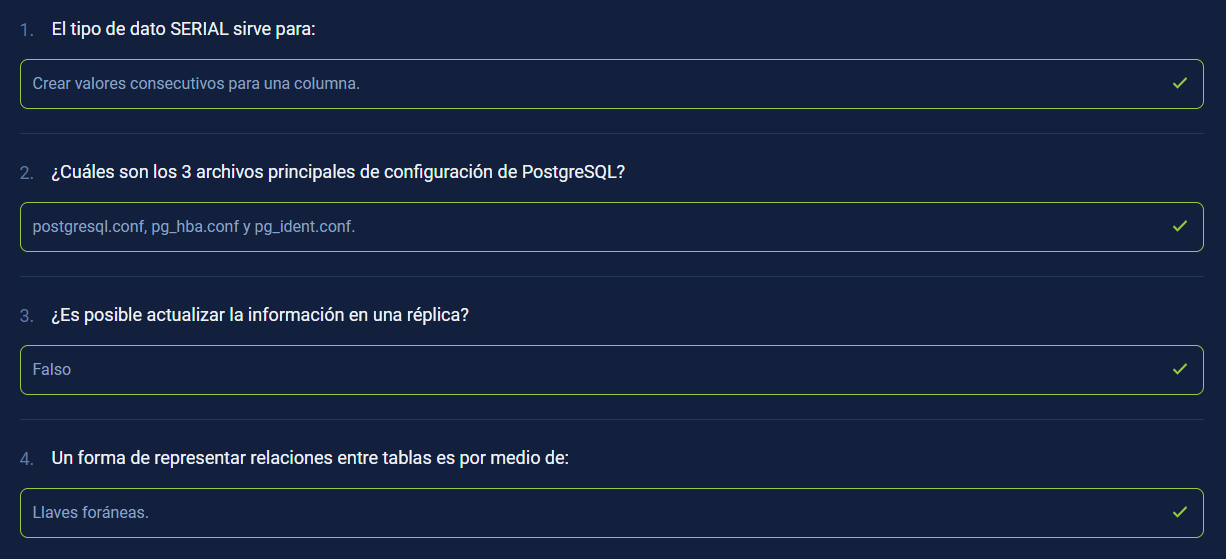 1. El tipo de dato SERIAL sirve para:
Crear valores consecutivos para una columna.
2. ¿Cuáles son los 3 archivos principales de configuración de PostgreSQL?
postgresql.conf, pg_hba.conf y pg_ident.conf.
3. ¿Es posible actualizar la información en una réplica?
Falso
4. Un forma de representar relaciones entre tablas es por medio de:
Llaves foráneas.